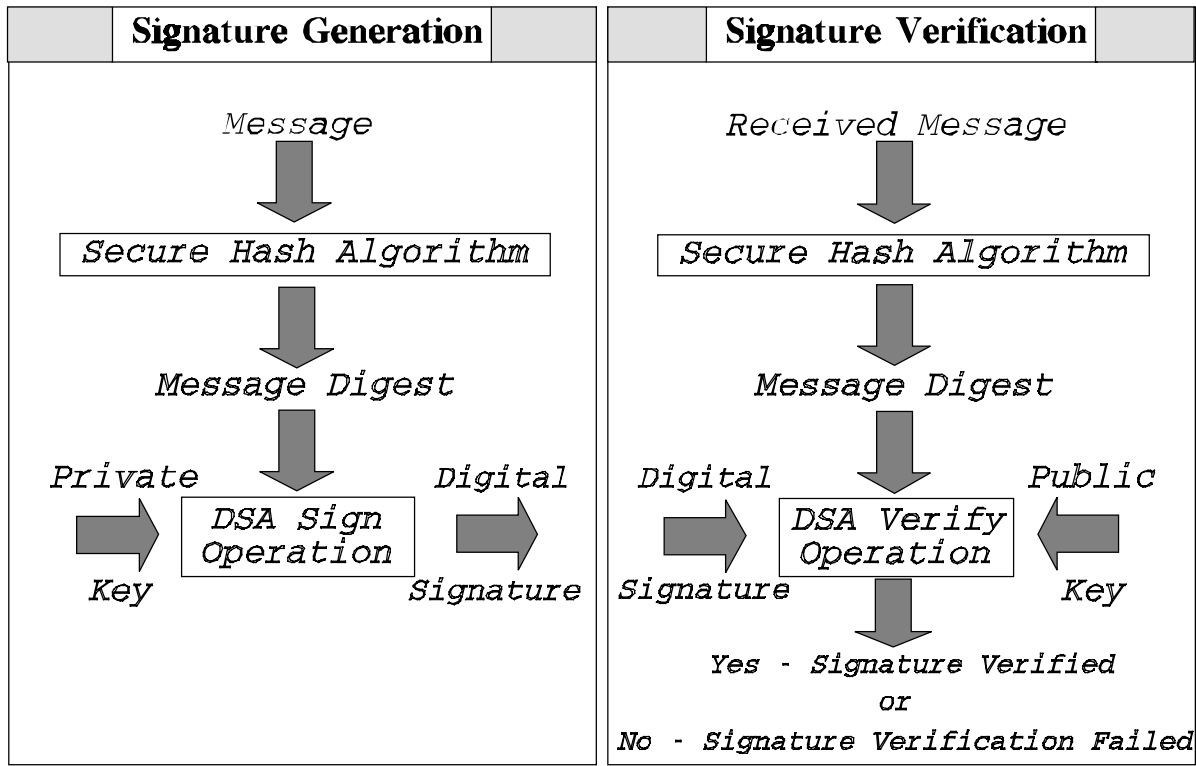 Signature Generation
Message
Secure Hash Algorithm
Message Digest
Private
Key
DSA Sign
Operation
Digital
Signature
Signature Verification
Received Message
Secure Hash Algorithm
Message Digest
Digital
Signature
DSA Verify
Operation
Public
Key
Yes - Signature Verified
or
No - Signature Verification Failed